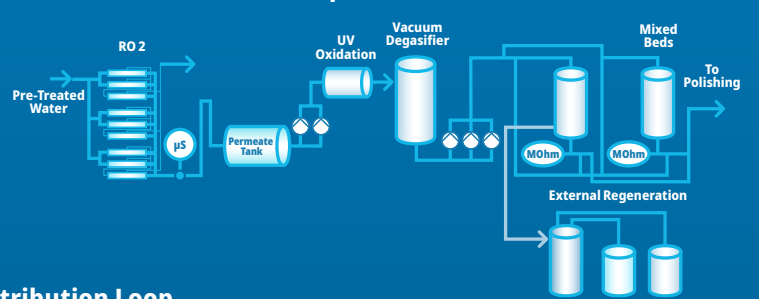 RO 2
Pre-Treated
Water
µS
Permeate
Tank
UV
Oxidation
Vacuum
Degasifier
Mixed
Beds
To
Polishing
MOhm
MOhm
External Regeneration
tribution Loop